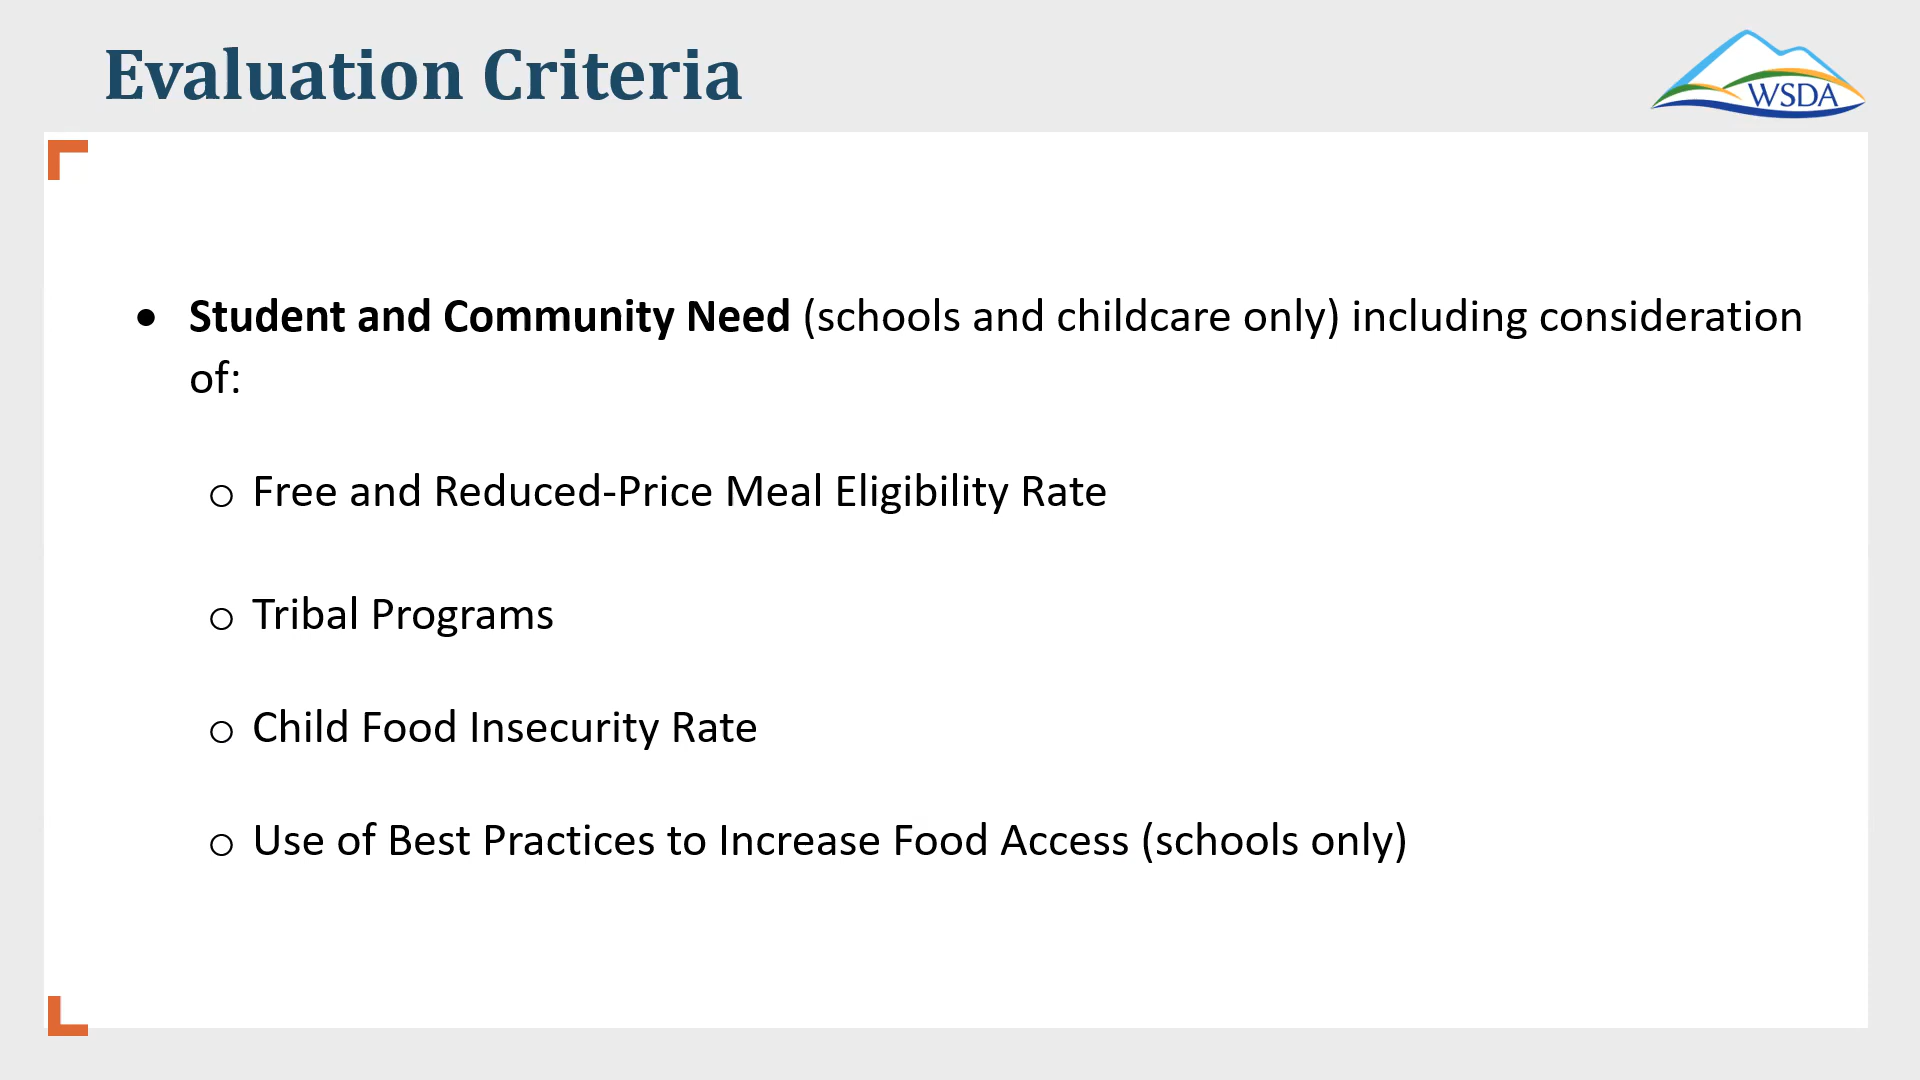 Evaluation Criteria
WSDA
• Student and Community Need (schools and childcare only) including consideration
of:
o Free and Reduced-Price Meal Eligibility Rate
o Tribal Programs
o Child Food Insecurity Rate
o Use of Best Practices to Increase Food Access (schools only)